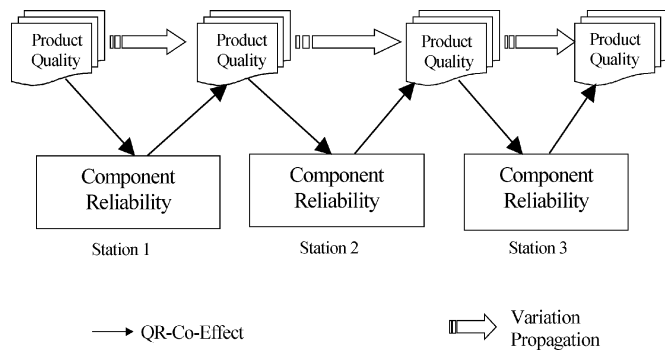 Product
Quality
Product
Quality
Product
Quality
Product
Quality
Component
Reliability
Component
Reliability
Component
Reliability
Station 1
Station 2
Station 3
QR-Co-Effect
Variation
Propagation